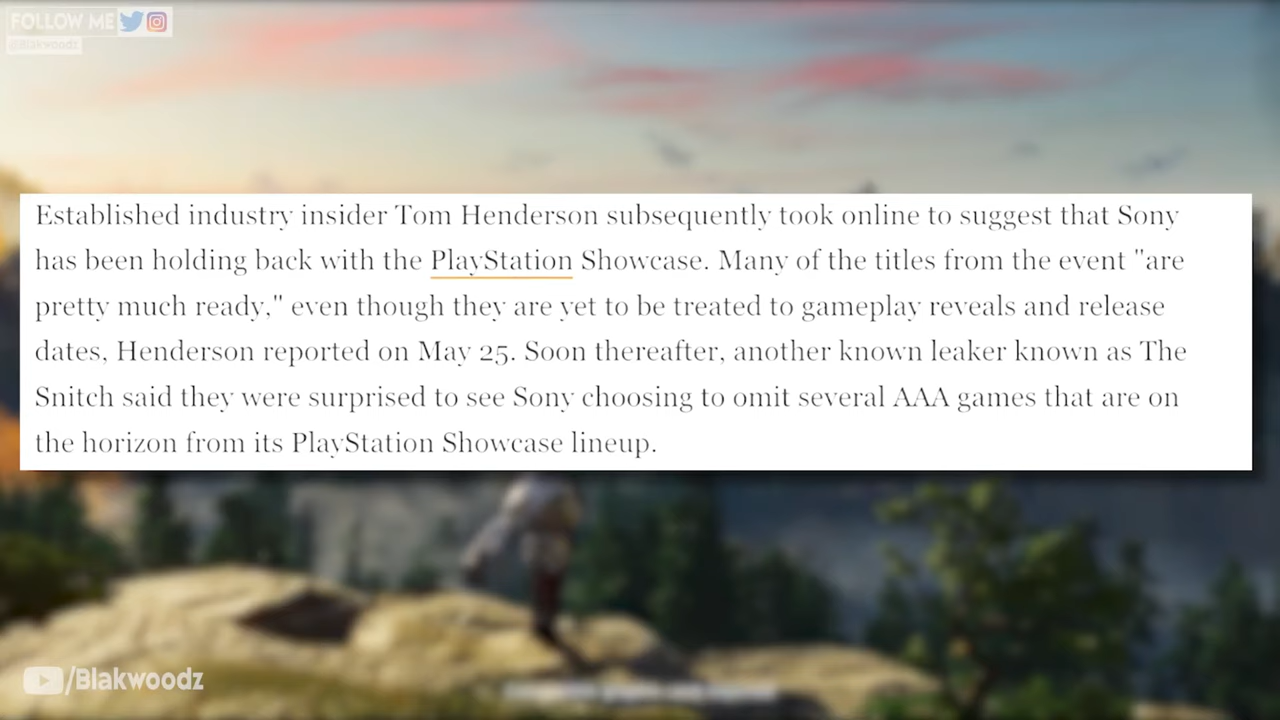 FOLLOW ME
@Blakwoodz
Established industry insider Tom Henderson subsequently took online to suggest that Sony
has been holding back with the PlayStation Showcase. Many of the titles from the event "are
pretty much ready," even though they are yet to be treated to gameplay reveals and release
dates, Henderson reported on May 25. Soon thereafter, another known leaker known as The
Snitch said they were surprised to see Sony choosing to omit several AAA games that are on
the horizon from its PlayStation Showcase lineup.
/Blakwoodz